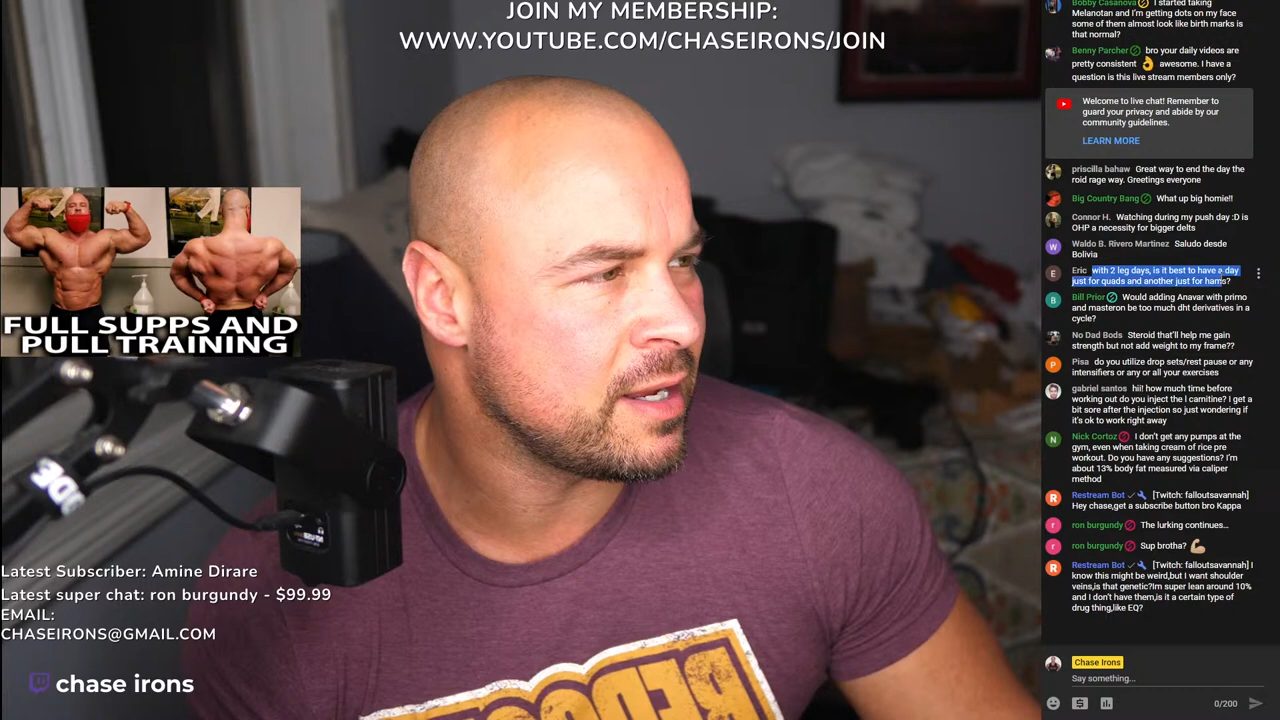 JOIN MY MEMBERSHIP:
WWW.YOUTUBE.COM/CHASEIRONS/JOIN
FULL SUPPS AND
PULL TRAINING
Latest Subscriber: Amine Dirare
Latest super chat: ron burgundy - $99.99
EMAIL:
CHASEIRONS@GMAIL.COM
chase irons
Bobby Casanova I started taking
Melanotan and I'm getting dots on my face
some of them almost look like birth marks is
that normal?
Benny Parcher bro your daily videos are
pretty consistent 👌 awesome. I have a
question is this live stream members only?
Welcome to live chat! Remember to
guard your privacy and abide by our
community guidelines.
LEARN MORE
priscilla bahaw Great way to end the day the
roid rage way. Greetings everyone
Big Country Bang What up big homie!!
Connor H. Watching during my push day :D is
OHP a necessity for bigger delts
W Waldo B. Rivero Martinez Saludo desde
Bolivia
E Eric with 2 leg days, is it best to have a day
just for quads and another just for hams?
B Bill Prior Would adding Anavar with primo
and masteron be too much dht derivatives in a
cycle?
No Dad Bods Steroid that'll help me gain
strength but not add weight to my frame??
P Pisa do you utilize drop sets/rest pause or any
intensifiers or any or all your exercises
gabriel santos hii! how much time before
working out do you inject the l carnitine? I get a
bit sore after the injection so just wondering if
it's ok to work right away
N Nick Cortoz I don't get any pumps at the
gym, even when taking cream of rice pre
workout. Do you have any suggestions? I'm
about 13% body fat measured via caliper
method
R Restream Bot [Twitch: falloutsavannah]
Hey chase,get a subscribe button bro Kappa
r ron burgundy The lurking continues...
r ron burgundy Sup brotha? 💪
R Restream Bot [Twitch: falloutsavannah] I
know this might be weird,but I want shoulder
veins,is that genetic?Im super lean around 10%
and I don't have them,is it a certain type of
drug thing,like EQ?
Chase Irons
Say something...
0/200